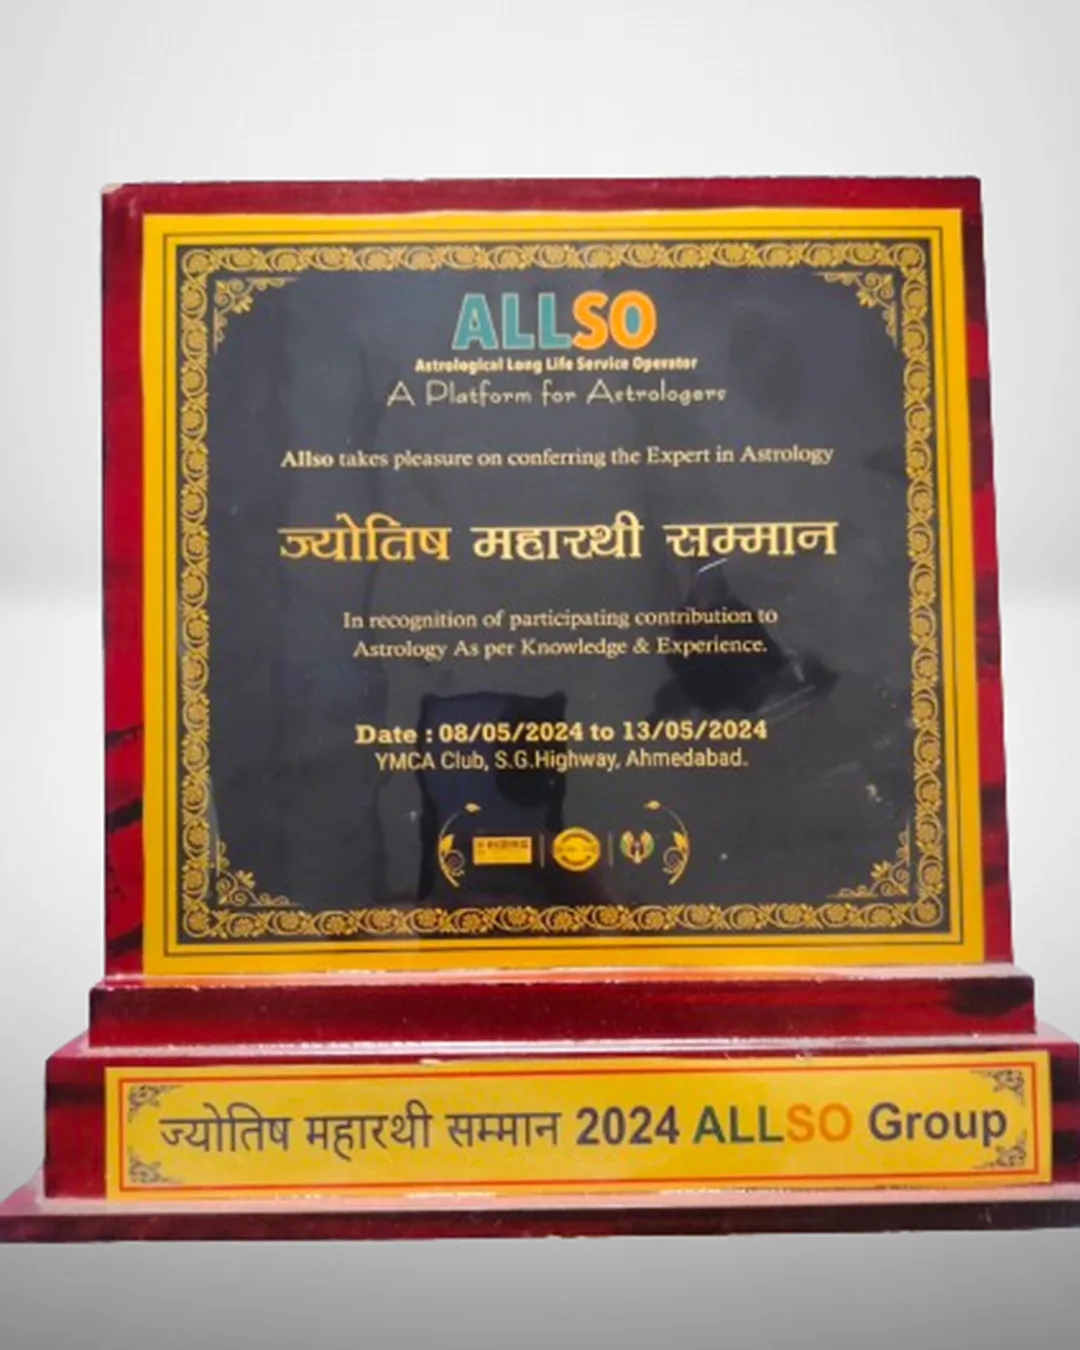 ALLSO
Astrological Long Life Service Operator
A Platform for Astrologers
Allso takes pleasure on conferring the Expert in Astrology
ज्योतिष महारथी सम्मान
In recognition of participating contribution to
Astrology As per Knowledge & Experience.
Date : 08/05/2024 to 13/05/2024
YMCA Club, S.G.Highway, Ahmedabad.
ज्योतिष महारथी सम्मान 2024 ALLSO Group